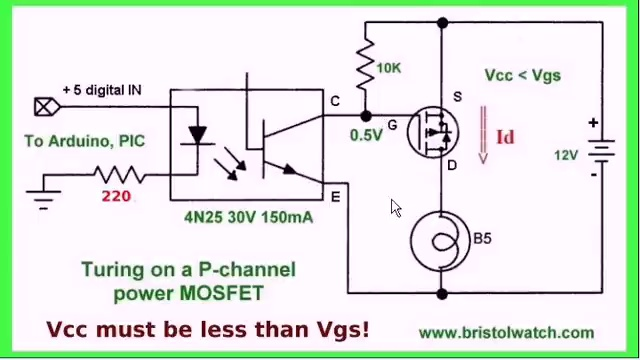 + 5 digital IN
To Arduino, PIC
220
C
E
4N25 30V 150mA
10K
0.5V
G
S
D
Vcc < Vgs
Id
+
12V
-
B5
Turing on a P-channel
power MOSFET
Vcc must be less than Vgs!
www.bristolwatch.com